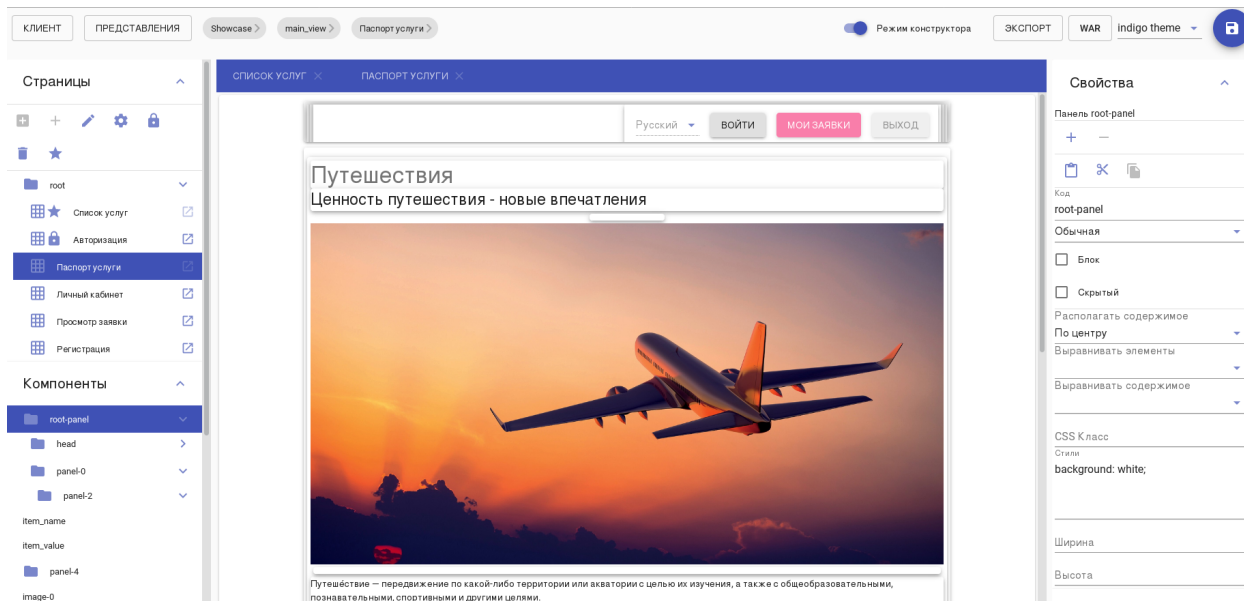 КЛИЕНТ
ПРЕДСТАВЛЕНИЯ
Showcase
main_view
Паспорт услуги
Режим конструктора
ЭКСПОРТ
WAR
indigo theme
Страницы
root
Список услуг
Авторизация
Паспорт услуги
Личный кабинет
Просмотр заявки
Регистрация
Компоненты
root-panel
head
panel-0
panel-2
item_name
item_value
panel-4
image-0
СПИСОК УСЛУГ
ПАСПОРТ УСЛУГИ
Русский
ВОЙТИ
МОИ ЗАЯВКИ
ВЫХОД
Путешествия
Ценность путешествия - новые впечатления
Путеше́ствие — передвижение по какой-либо территории или акватории с целью их изучения, а также с общеобразовательными,
познавательными, спортивными и другими целями.
Свойства
Панель root-panel
Код
root-panel
Обычная
Блок
Скрытый
Располагать содержимое
По центру
Выравнивать элементы
Выравнивать содержимое
CSS Класс
Стили
background: white;
Ширина
Высота